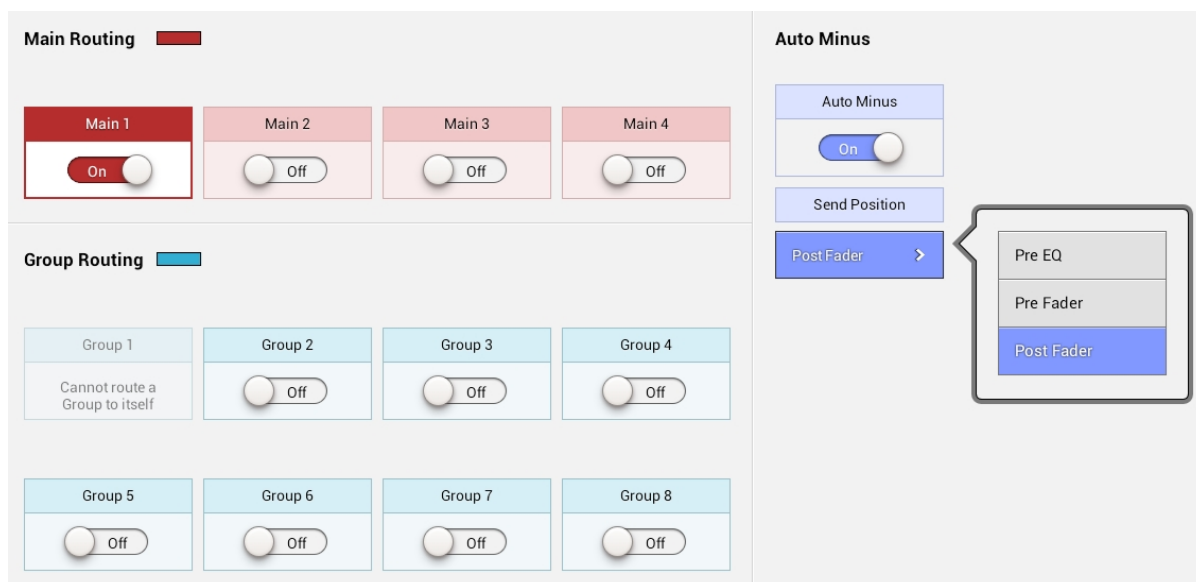 Main Routing
Main 1
Main 2
Main 3
Main 4
On
Off
Off
Off
Group Routing
Group 1
Group 2
Group 3
Group 4
Cannot route a
Group to itself
Off
Off
Off
Group 5
Group 6
Group 7
Group 8
Off
Off
Off
Off
Auto Minus
Auto Minus
On
Send Position
Post Fader
Pre EQ
Pre Fader
Post Fader